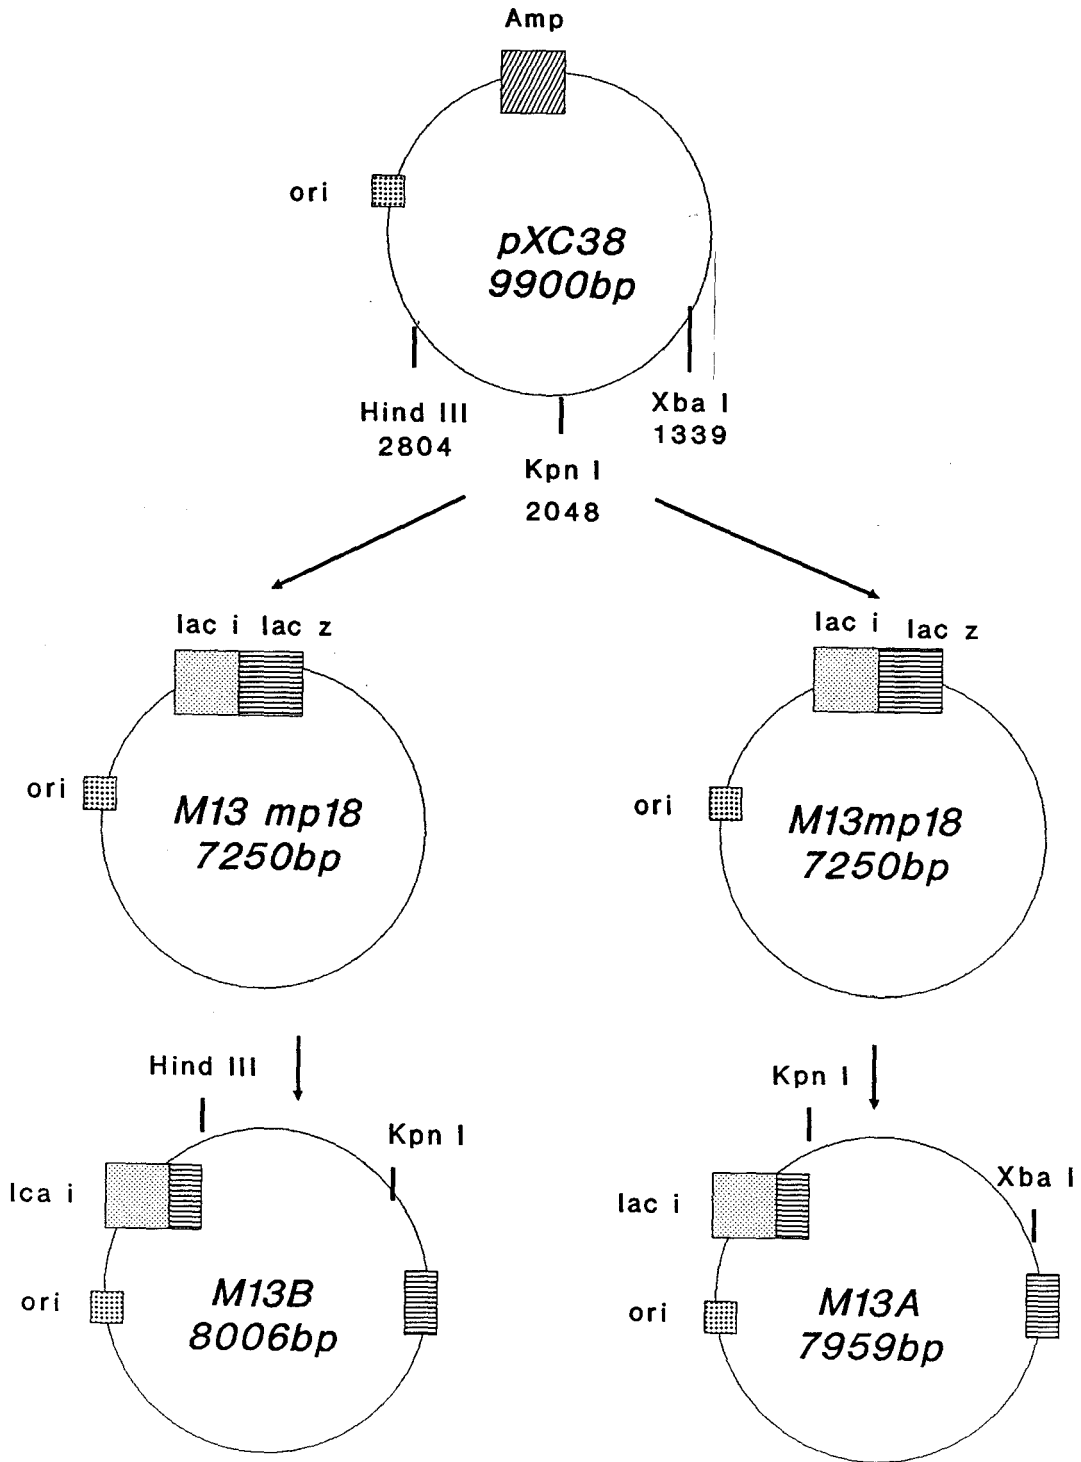 Amp
ori
pXC38
9900bp
Hind III
2804
Xba I
1339
Kpn I
2048
lac i lac z
ori
M13 mp18
7250bp
lac i lac z
ori
M13mp18
7250bp
Hind III
Kpn I
lca i
ori
M13B
8006bp
Kpn I
Xba I
lac i
ori
M13A
7959bp